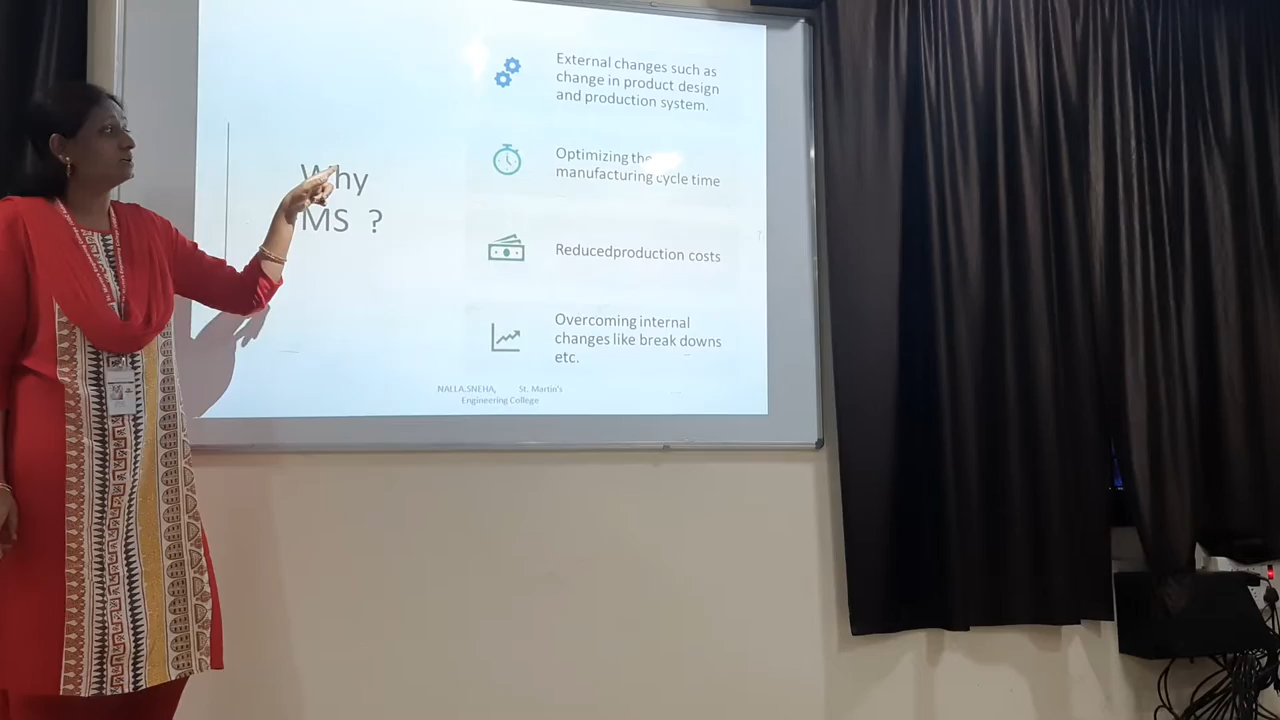 Why
MS ?
External changes such as
change in product design
and production system.
Optimizing the
manufacturing cycle time
Reducedproduction costs
Overcoming internal
changes like break downs
etc.
NALLA.SNEHA, St. Martin's
Engineering College